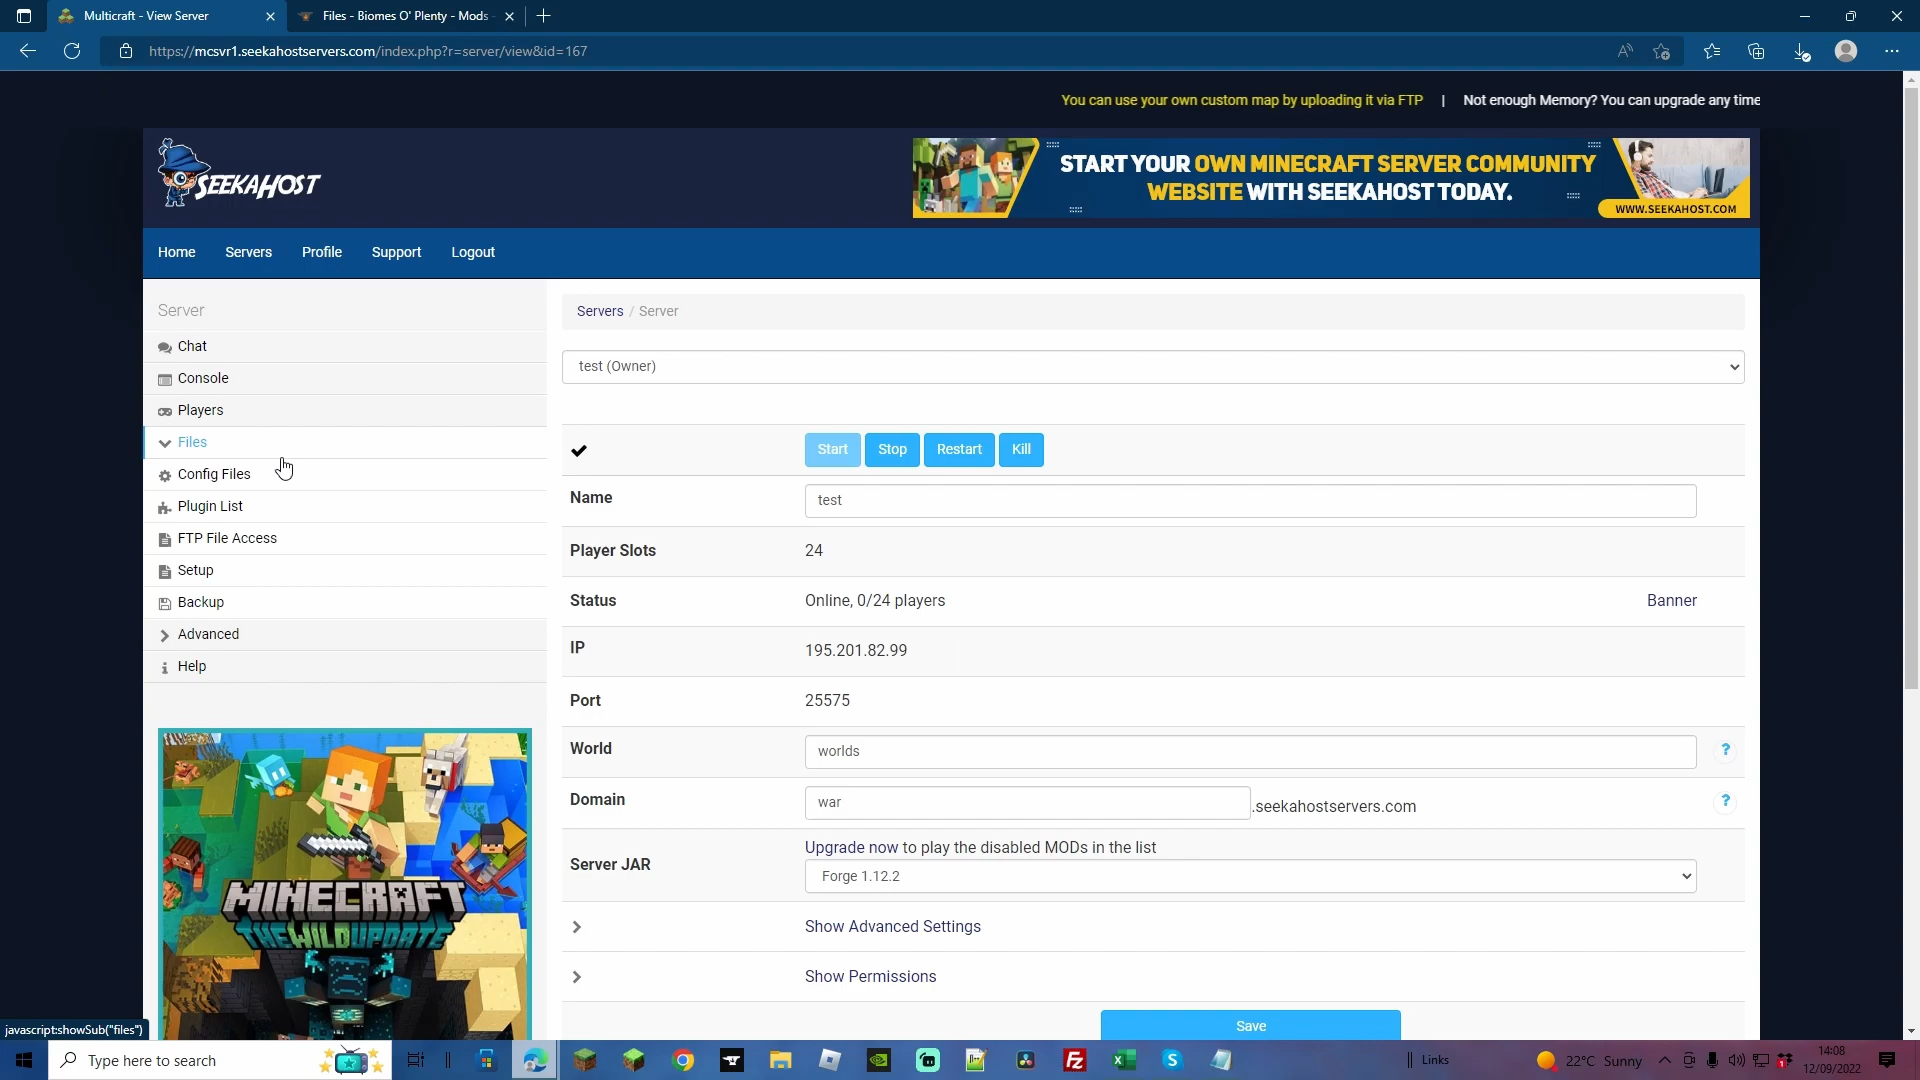 Multicraft - View Server
Files - Biomes O' Plenty - Mods
https://mcsvr1.seekahostservers.com/index.php?r=server/view&id=167
You can use your own custom map by uploading it via FTP | Not enough Memory? You can upgrade any time
SEEKAHOST
START YOUR OWN MINECRAFT SERVER COMMUNITY
WEBSITE WITH SEEKAHOST TODAY.
WWW.SEEKAHOST.COM
Home Servers Profile Support Logout
Server
Chat
Console
Players
Files
Config Files
Plugin List
FTP File Access
Setup
Backup
Advanced
Help
MINECRAFT
THE WILD UPDATE
Servers / Server
test (Owner)
Start Stop Restart Kill
Name test
Player Slots 24
Status Online, 0/24 players Banner
IP 195.201.82.99
Port 25575
World worlds ?
Domain war .seekahostservers.com ?
Upgrade now to play the disabled MODs in the list
Server JAR Forge 1.12.2
Show Advanced Settings
Show Permissions
Save
javascript:showSub("files")
Type here to search
Links
22°C Sunny
14:08
12/09/2022